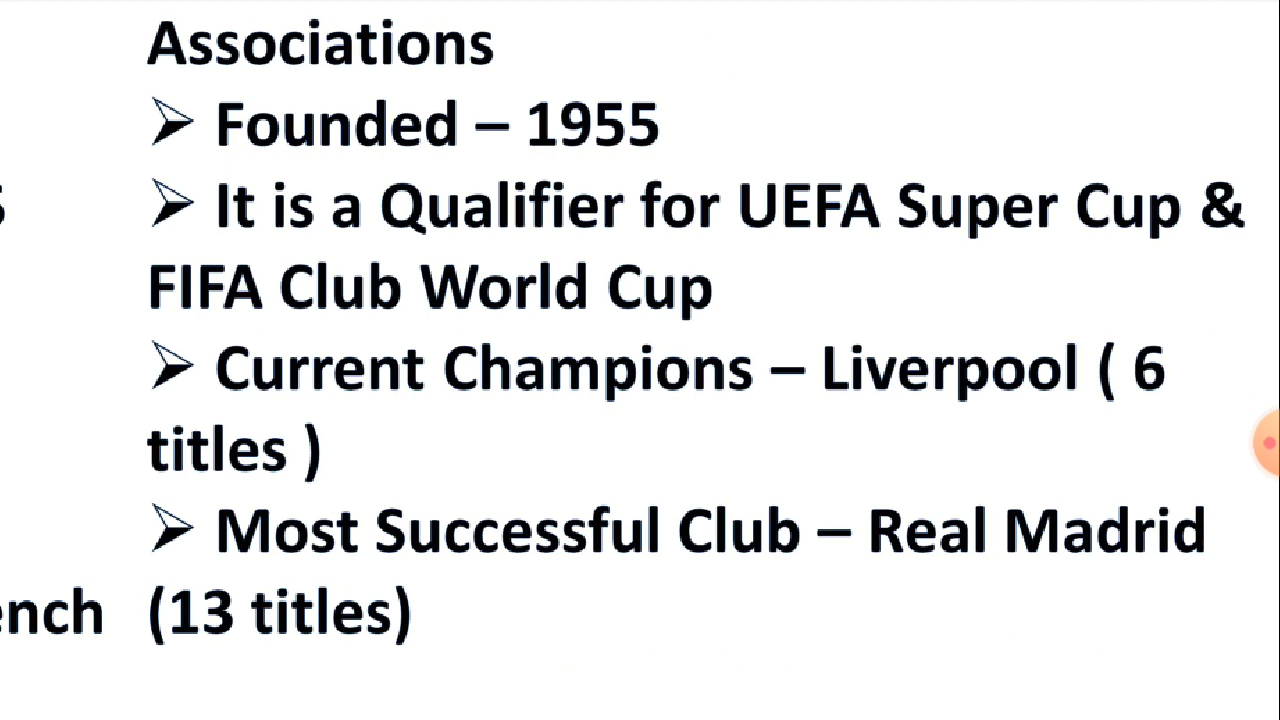 Associations
➢ Founded – 1955
➢ It is a Qualifier for UEFA Super Cup &
FIFA Club World Cup
➢ Current Champions – Liverpool ( 6
titles )
➢ Most Successful Club – Real Madrid
(13 titles)